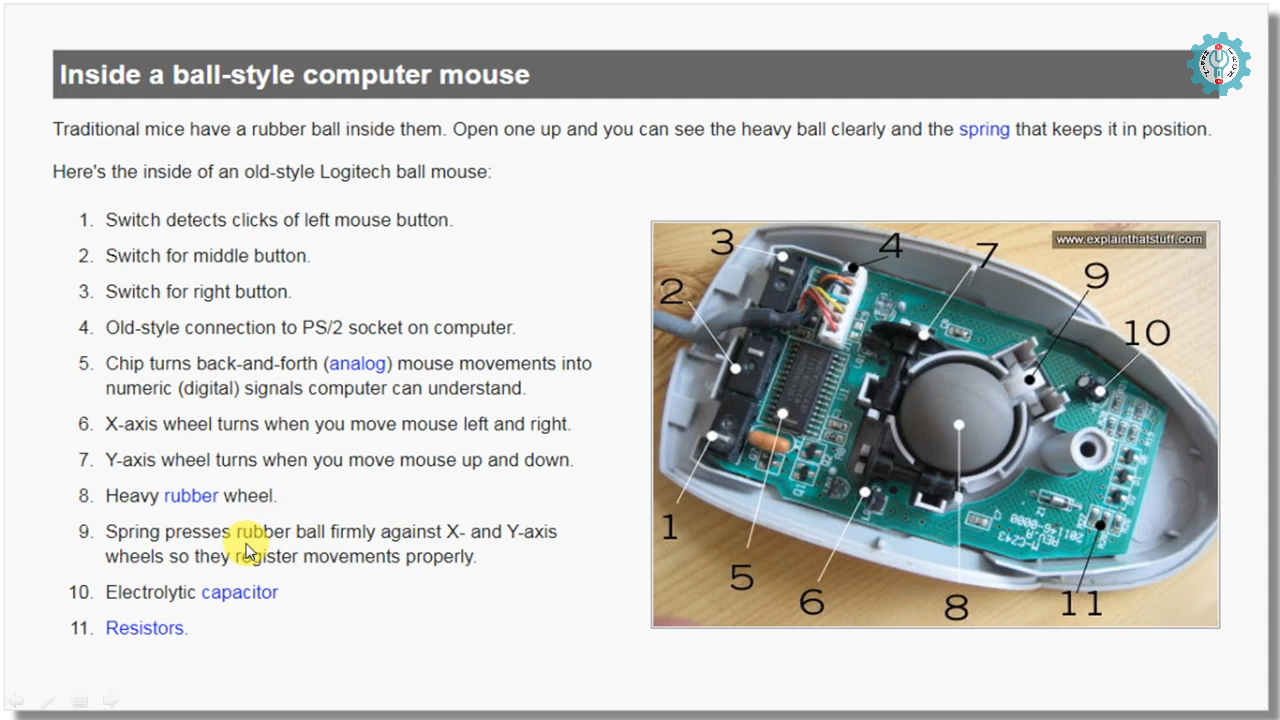 Inside a ball-style computer mouse
Traditional mice have a rubber ball inside them. Open one up and you can see the heavy ball clearly and the spring that keeps it in position.
Here's the inside of an old-style Logitech ball mouse:
1. Switch detects clicks of left mouse button.
2. Switch for middle button.
3. Switch for right button.
4. Old-style connection to PS/2 socket on computer.
5. Chip turns back-and-forth (analog) mouse movements into
numeric (digital) signals computer can understand.
6. X-axis wheel turns when you move mouse left and right.
7. Y-axis wheel turns when you move mouse up and down.
8. Heavy rubber wheel.
9. Spring presses rubber ball firmly against X- and Y-axis
wheels so they register movements properly.
10. Electrolytic capacitor
11. Resistors.
www.explainthatstuff.com
3
4
7
9
2
10
1
5
6
8
11
U1
Q2
Q1
M-CZ43
201146-0000